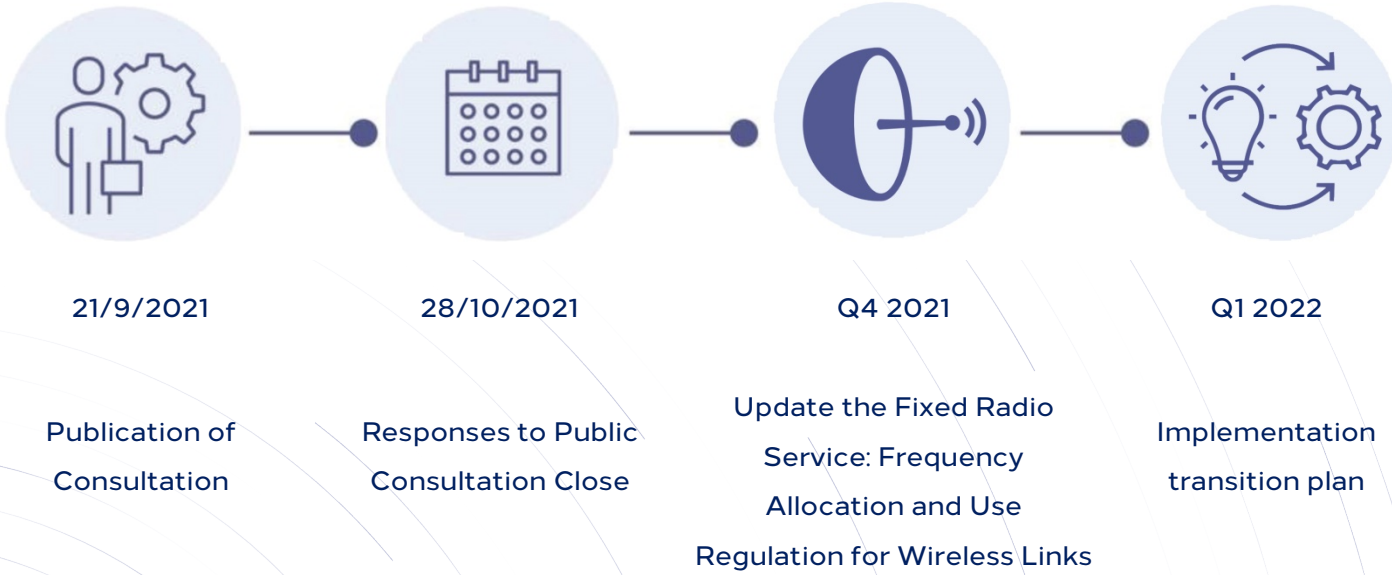 21/9/2021
28/10/2021
Q4 2021
Q1 2022
Publication of
Consultation
Responses to Public
Consultation Close
Update the Fixed Radio
Service: Frequency
Allocation and Use
Regulation for Wireless Links
Implementation
transition plan